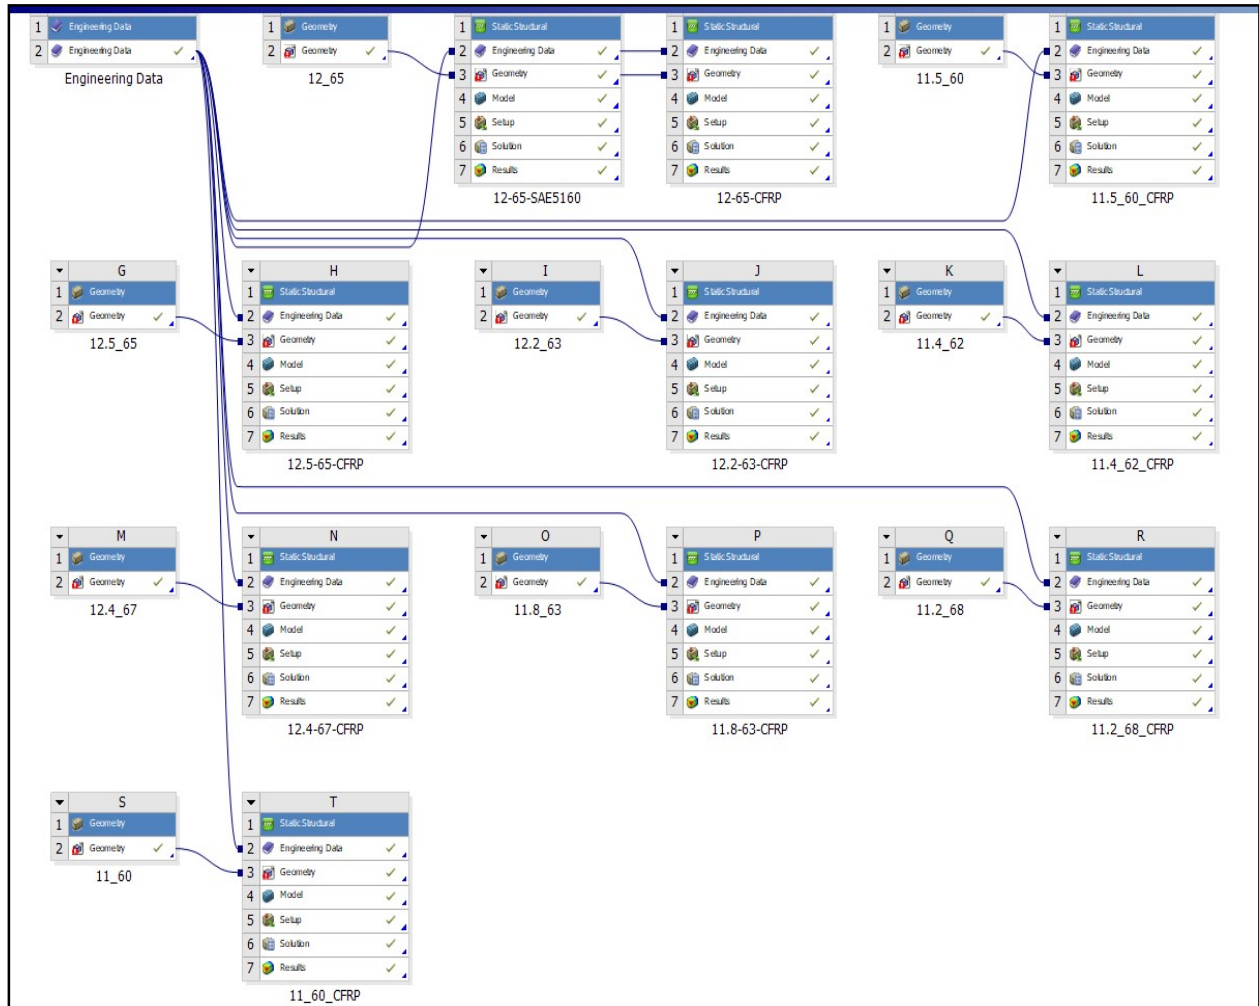 1 Engineering Data
2 Engineering Data
Engineering Data
1 Geometry
2 Geometry
12_65
1 Static Structural
2 Engineering Data
3 Geometry
4 Model
5 Setup
6 Solution
7 Results
12-65-SAE5160
1 Static Structural
2 Engineering Data
3 Geometry
4 Model
5 Setup
6 Solution
7 Results
12-65-CFRP
1 Geometry
2 Geometry
11.5_60
1 Static Structural
2 Engineering Data
3 Geometry
4 Model
5 Setup
6 Solution
7 Results
11.5_60_CFRP
G
1 Geometry
2 Geometry
12.5_65
H
1 Static Structural
2 Engineering Data
3 Geometry
4 Model
5 Setup
6 Solution
7 Results
12.5-65-CFRP
I
1 Geometry
2 Geometry
12.2_63
J
1 Static Structural
2 Engineering Data
3 Geometry
4 Model
5 Setup
6 Solution
7 Results
12.2-63-CFRP
K
1 Geometry
2 Geometry
11.4_62
L
1 Static Structural
2 Engineering Data
3 Geometry
4 Model
5 Setup
6 Solution
7 Results
11.4_62_CFRP
M
1 Geometry
2 Geometry
12.4_67
N
1 Static Structural
2 Engineering Data
3 Geometry
4 Model
5 Setup
6 Solution
7 Results
12.4-67-CFRP
O
1 Geometry
2 Geometry
11.8_63
P
1 Static Structural
2 Engineering Data
3 Geometry
4 Model
5 Setup
6 Solution
7 Results
11.8-63-CFRP
Q
1 Geometry
2 Geometry
11.2_68
R
1 Static Structural
2 Engineering Data
3 Geometry
4 Model
5 Setup
6 Solution
7 Results
11.2_68_CFRP
S
1 Geometry
2 Geometry
11_60
T
1 Static Structural
2 Engineering Data
3 Geometry
4 Model
5 Setup
6 Solution
7 Results
11_60_CFRP